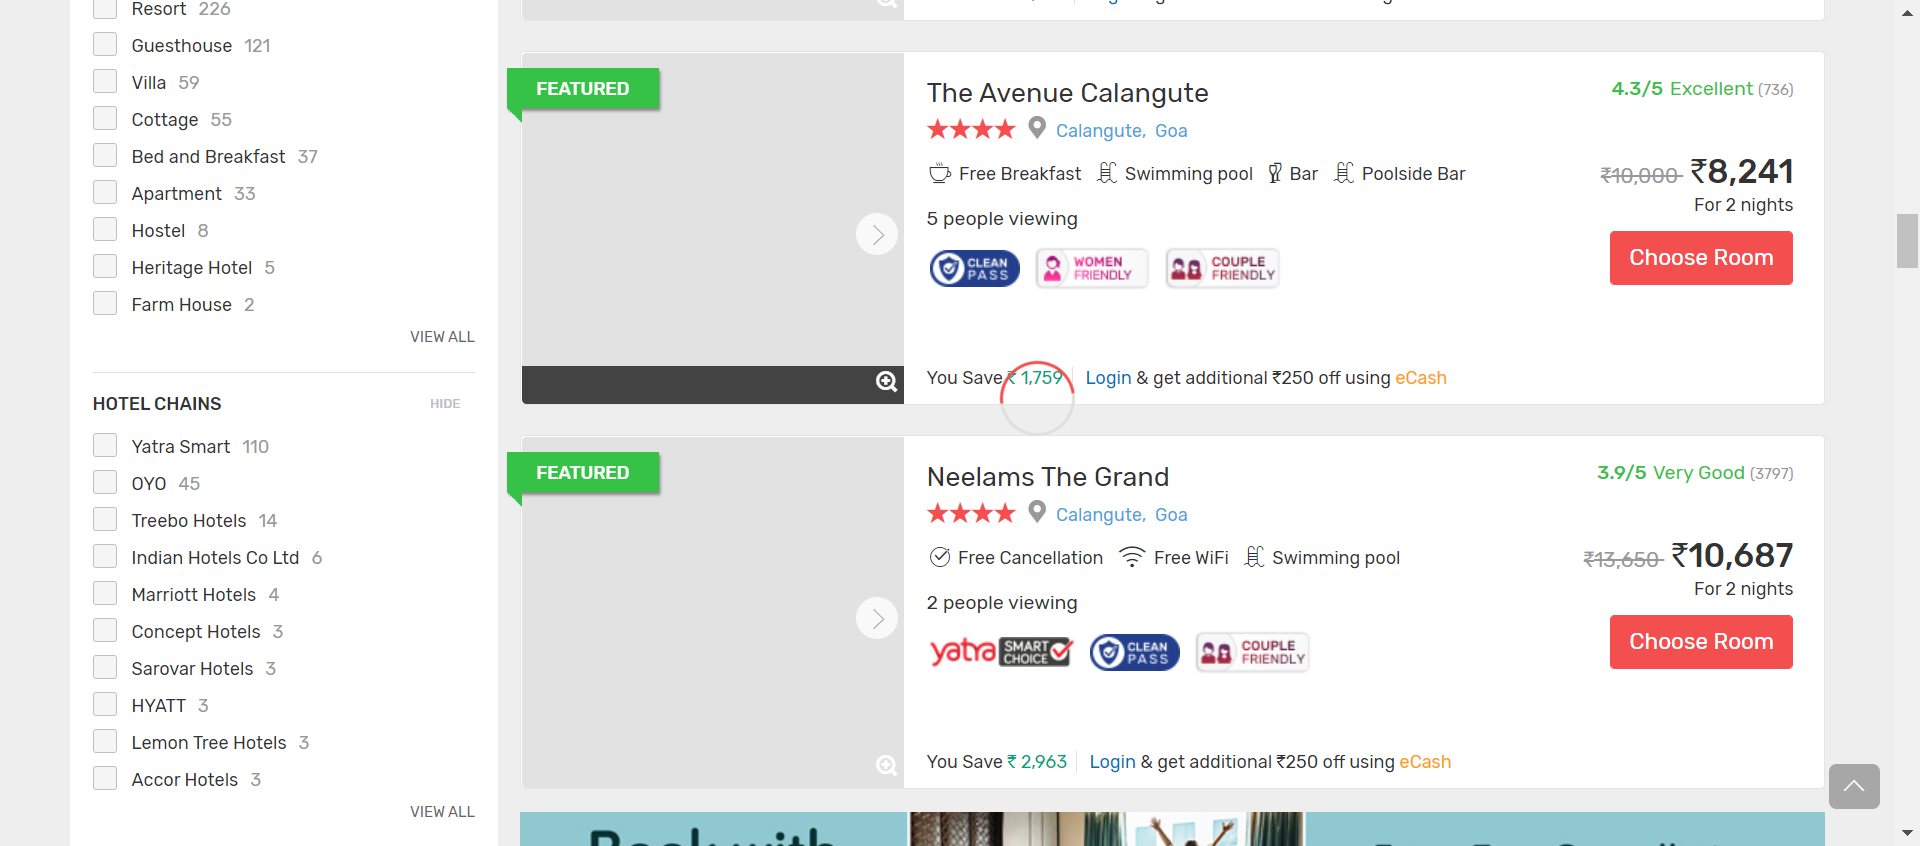 Resort 226
Guesthouse 121
Villa 59
Cottage 55
Bed and Breakfast 37
Apartment 33
Hostel 8
Heritage Hotel 5
Farm House 2
VIEW ALL
HOTEL CHAINS HIDE
Yatra Smart 110
OYO 45
Treebo Hotels 14
Indian Hotels Co Ltd 6
Marriott Hotels 4
Concept Hotels 3
Sarovar Hotels 3
HYATT 3
Lemon Tree Hotels 3
Accor Hotels 3
VIEW ALL
FEATURED
The Avenue Calangute
4.3/5 Excellent (736)
Calangute, Goa
Free Breakfast Swimming pool Bar Poolside Bar
₹10,000 ₹8,241
For 2 nights
5 people viewing
CLEAN PASS
WOMEN FRIENDLY
COUPLE FRIENDLY
Choose Room
You Save ₹ 1,759 Login & get additional ₹250 off using eCash
FEATURED
Neelams The Grand
3.9/5 Very Good (3797)
Calangute, Goa
Free Cancellation Free WiFi Swimming pool
₹13,650 ₹10,687
For 2 nights
2 people viewing
yatra SMART CHOICE
CLEAN PASS
COUPLE FRIENDLY
Choose Room
You Save ₹ 2,963 Login & get additional ₹250 off using eCash
Book with